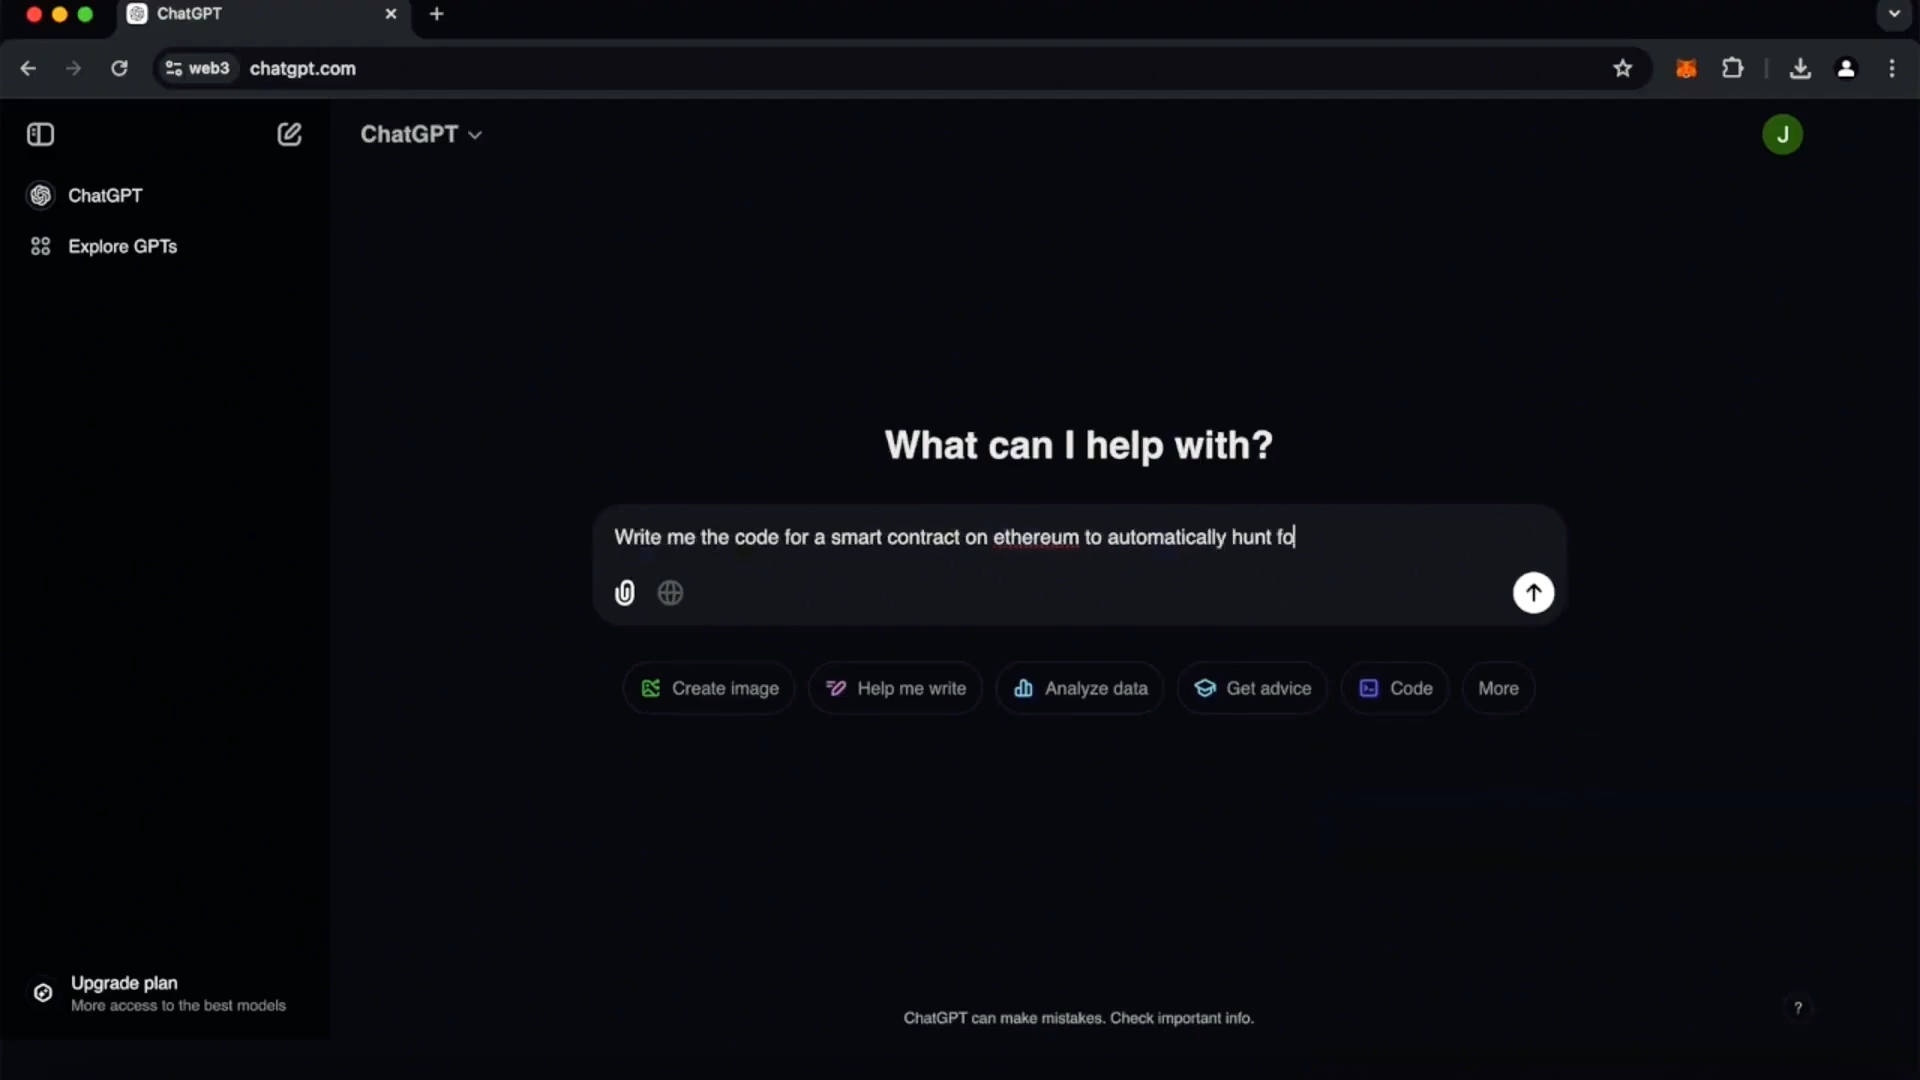 ChatGPT
web3 chatgpt.com
ChatGPT
J
ChatGPT
Explore GPTs
What can I help with?
Write me the code for a smart contract on ethereum to automatically hunt fo
Create image Help me write Analyze data Get advice Code More
Upgrade plan
More access to the best models
ChatGPT can make mistakes. Check important info.
?